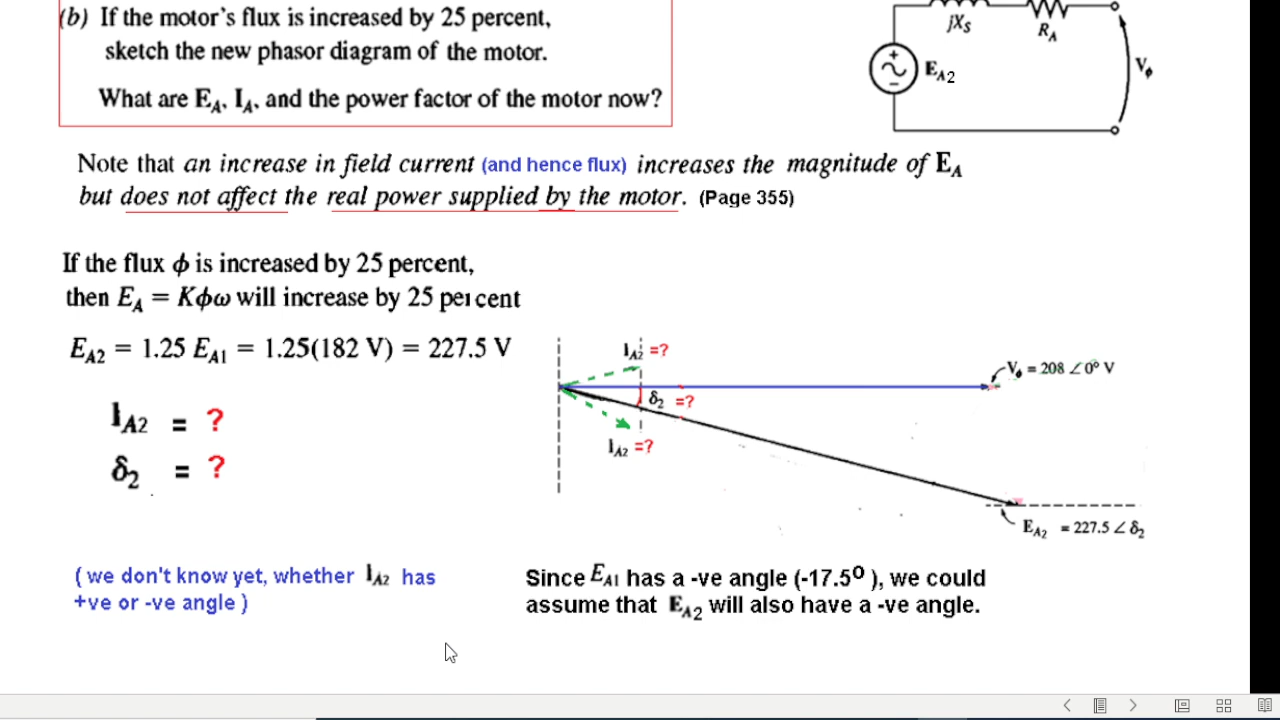 (b) If the motor's flux is increased by 25 percent,
sketch the new phasor diagram of the motor.
What are EA, IA, and the power factor of the motor now?
jXS
RA
+
EA2
−
Vϕ
Note that an increase in field current (and hence flux) increases the magnitude of EA
but does not affect the real power supplied by the motor. (Page 355)
If the flux ϕ is increased by 25 percent,
then EA = Kϕω will increase by 25 percent
EA2 = 1.25 EA1 = 1.25(182 V) = 227.5 V
IA2 = ?
δ2 = ?
IA2 =?
Vϕ = 208 ∠0° V
δ2 =?
IA2 =?
EA2 = 227.5 ∠ δ2
( we don't know yet, whether IA2 has
+ve or -ve angle )
Since EA1 has a -ve angle (-17.5º ), we could
assume that EA2 will also have a -ve angle.